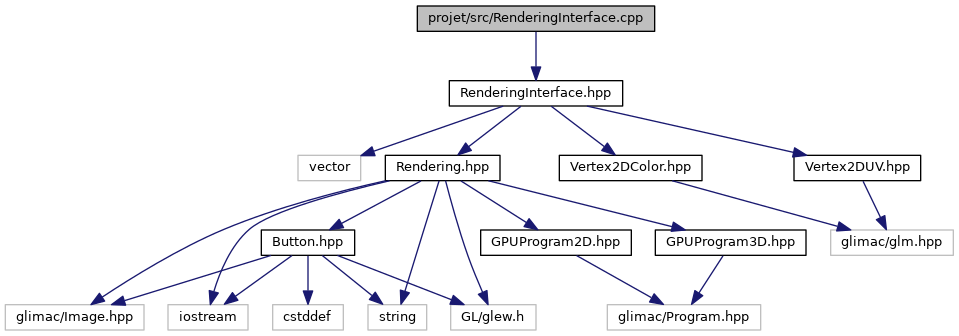 projet/src/RenderingInterface.cpp
RenderingInterface.hpp
vector
Rendering.hpp
Vertex2DColor.hpp
Vertex2DUV.hpp
Button.hpp
GPUProgram2D.hpp
GPUProgram3D.hpp
glimac/glm.hpp
glimac/Image.hpp
iostream
cstddef
string
GL/glew.h
glimac/Program.hpp